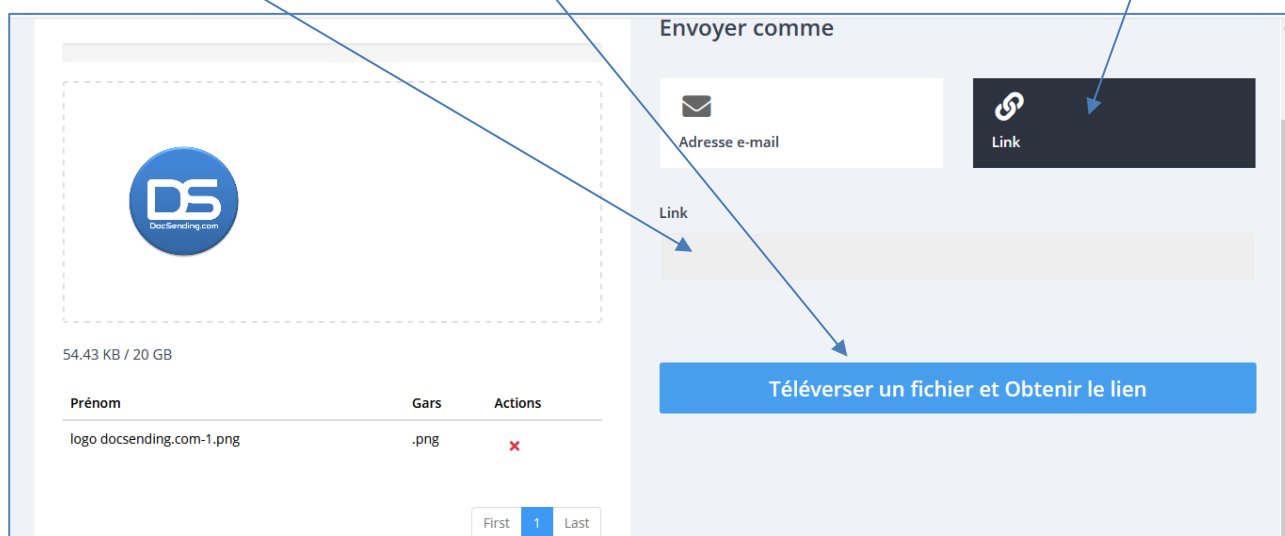 DS
DocSending.com
54.43 KB / 20 GB
Prénom Gars Actions
logo docsending.com-1.png .png
First 1 Last
Envoyer comme
Adresse e-mail
Link
Link
Téléverser un fichier et Obtenir le lien